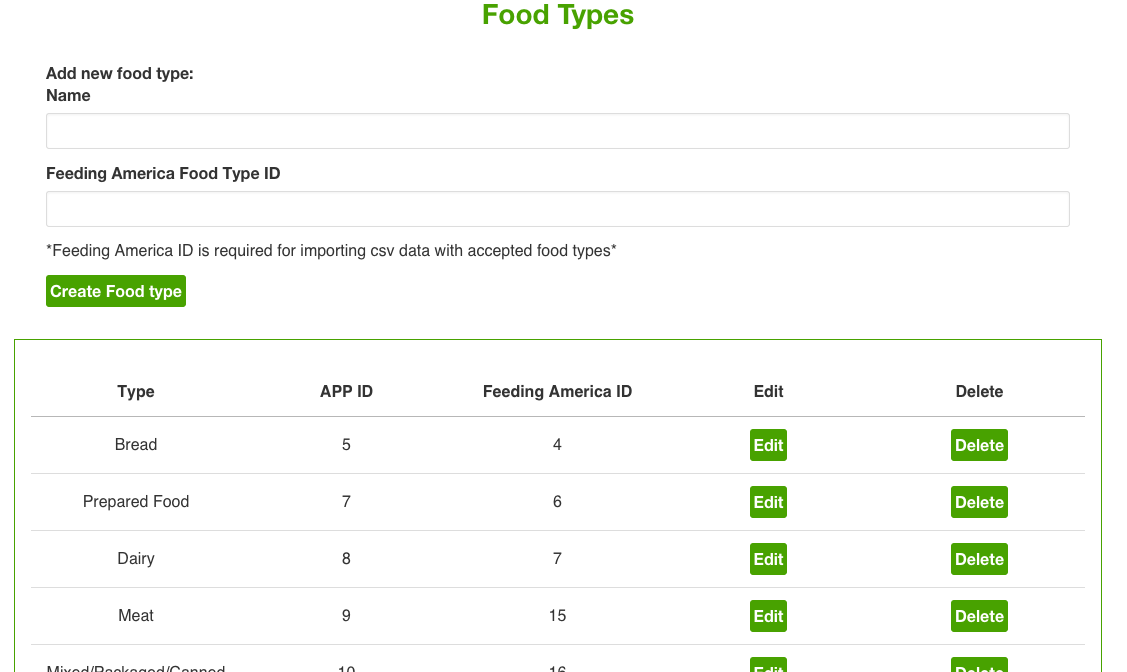 Food Types
Add new food type:
Name
Feeding America Food Type ID
*Feeding America ID is required for importing csv data with accepted food types*
Create Food type
Type APP ID Feeding America ID Edit Delete
Bread 5 4 Edit Delete
Prepared Food 7 6 Edit Delete
Dairy 8 7 Edit Delete
Meat 9 15 Edit Delete
Mixed/Packaged/Canned 10 16 Edit Delete